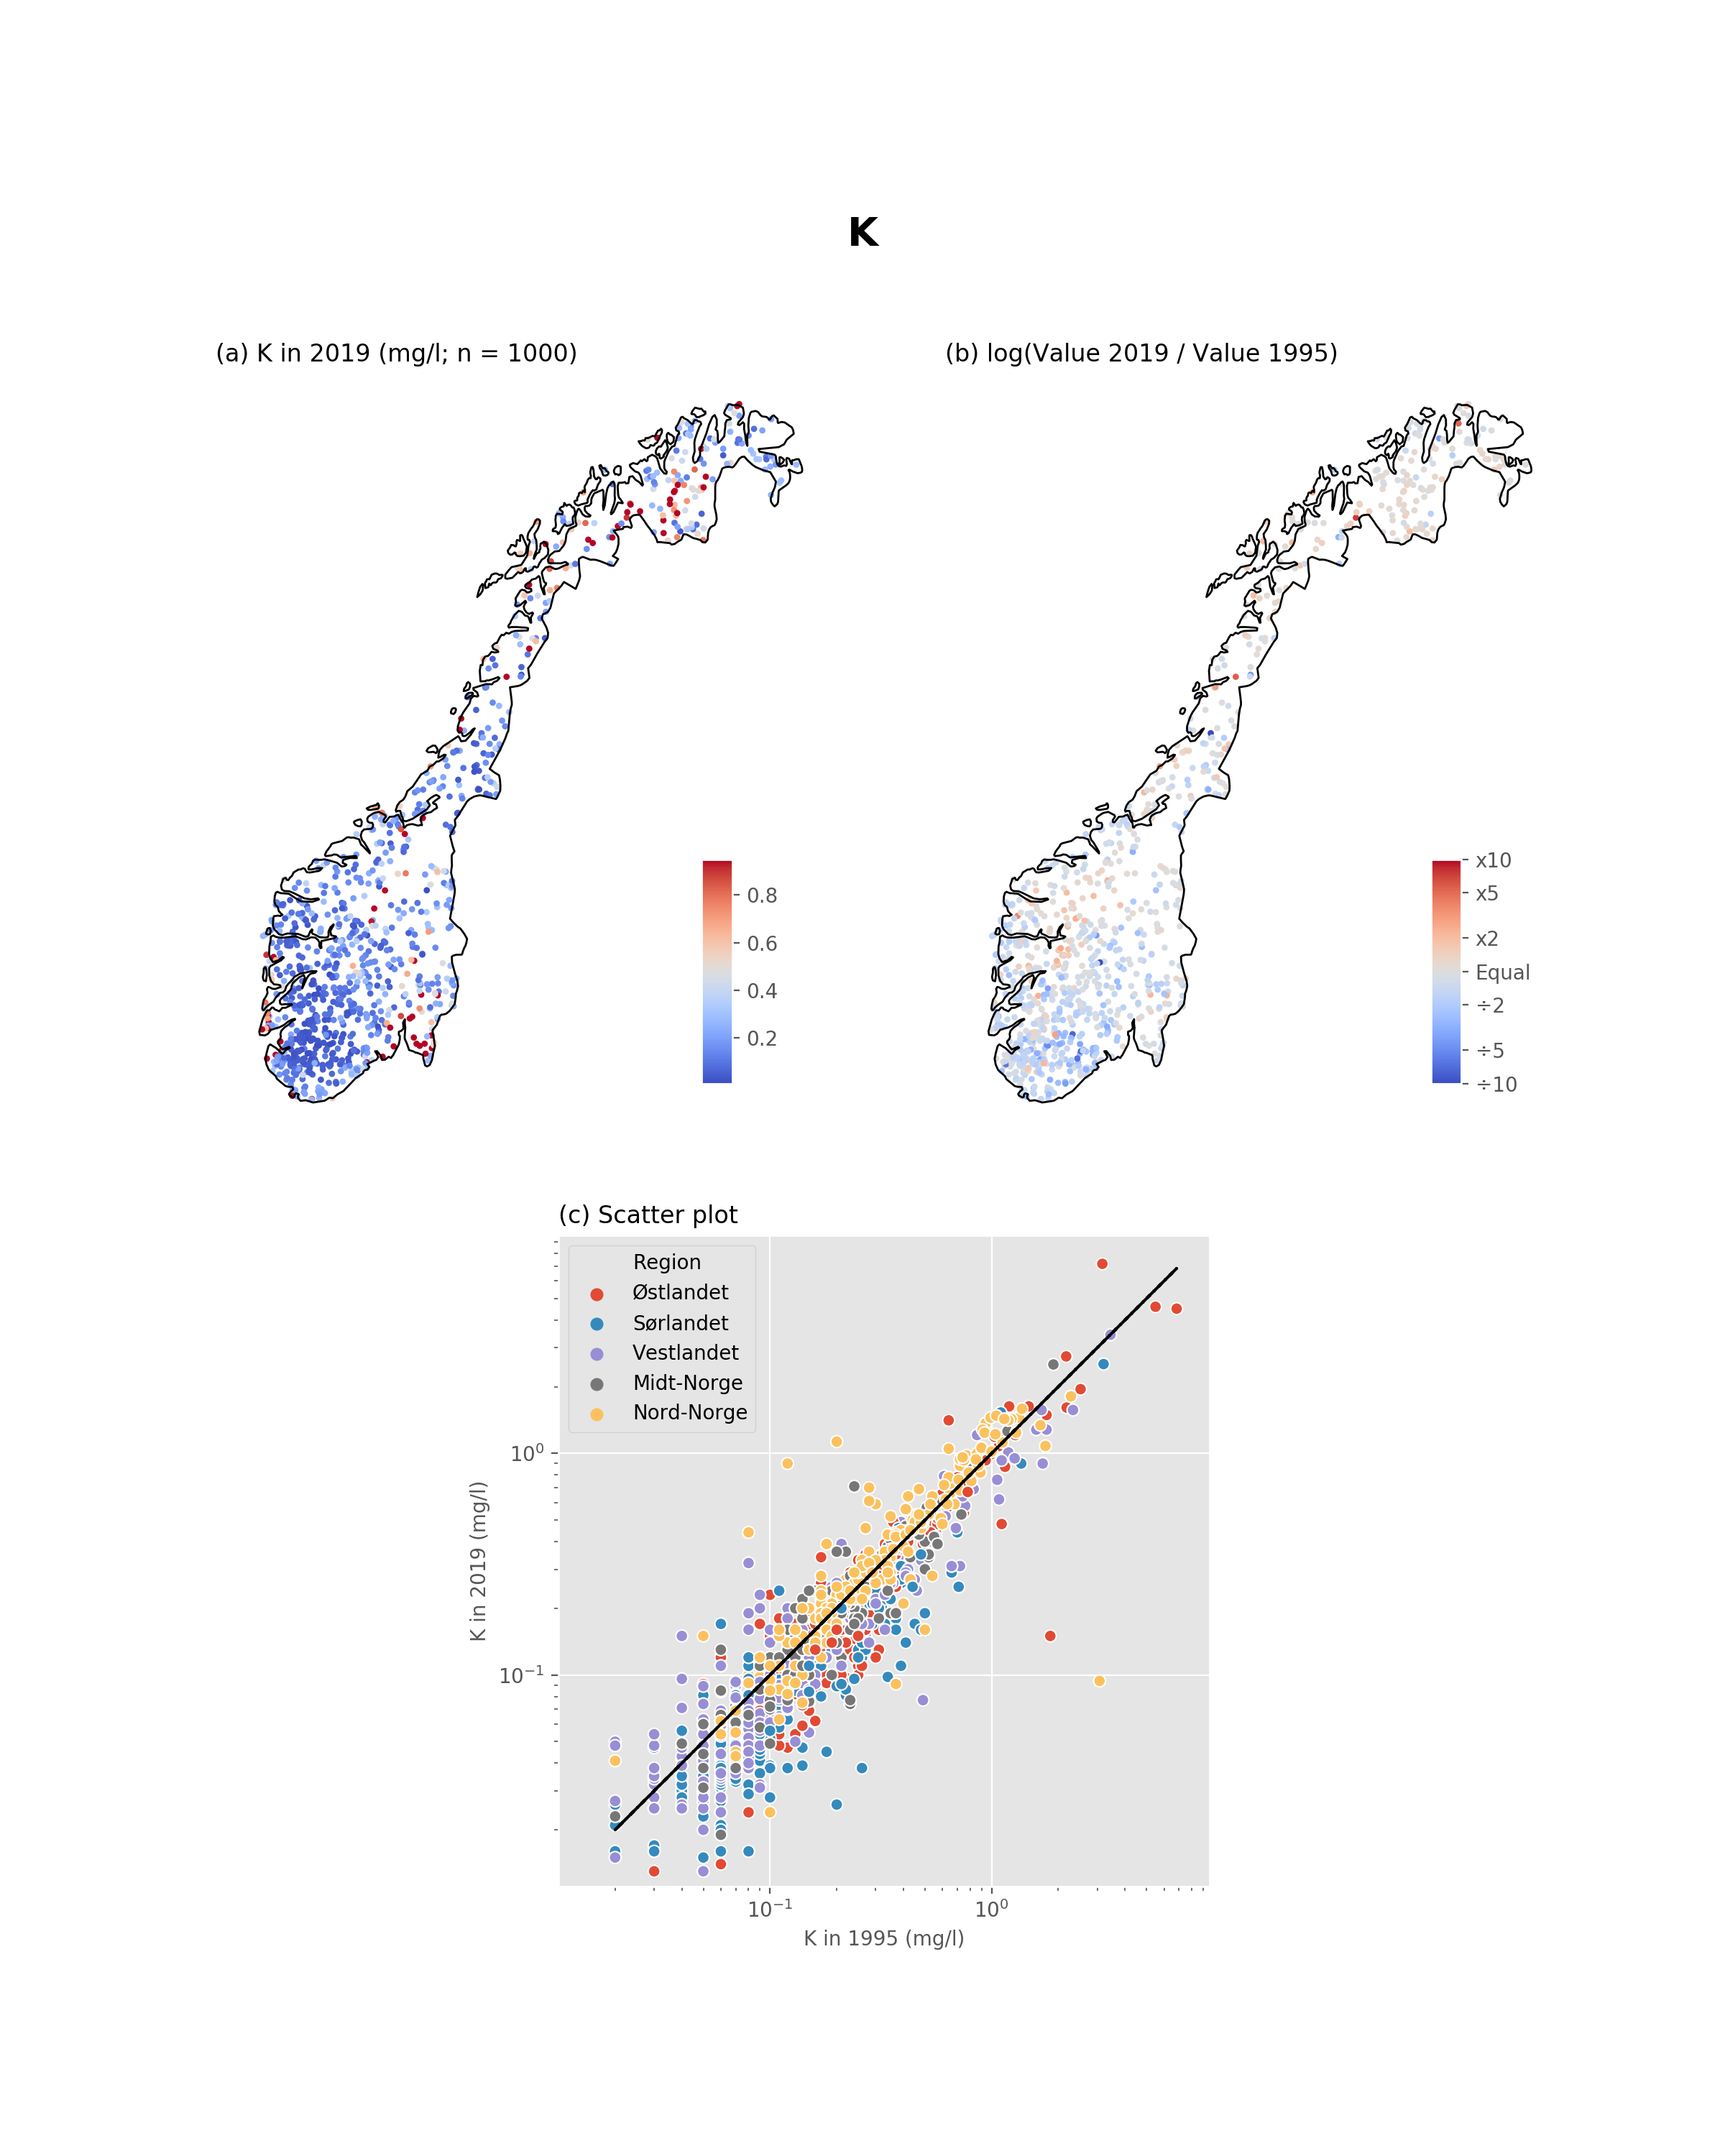 K
(a) K in 2019 (mg/l; n = 1000)
(b) log(Value 2019 / Value 1995)
0.8
0.6
0.4
0.2
x10
x5
x2
Equal
÷2
÷5
÷10
(c) Scatter plot
Region
Østlandet
Sørlandet
Vestlandet
Midt-Norge
Nord-Norge
10⁰
10⁻¹
K in 2019 (mg/l)
10⁻¹
10⁰
K in 1995 (mg/l)